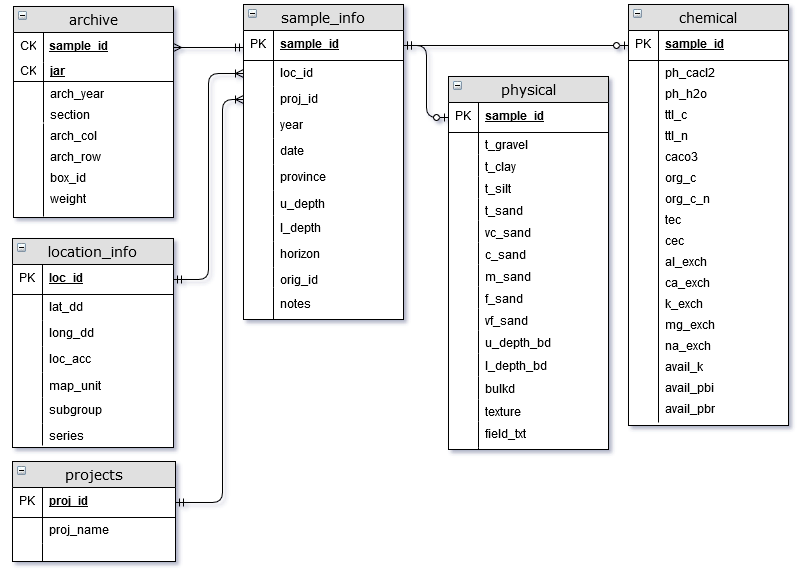 archive
CK sample_id
CK jar
arch_year
section
arch_col
arch_row
box_id
weight
location_info
PK loc_id
lat_dd
long_dd
loc_acc
map_unit
subgroup
series
projects
PK proj_id
proj_name
sample_info
PK sample_id
loc_id
proj_id
year
date
province
u_depth
l_depth
horizon
orig_id
notes
physical
PK sample_id
t_gravel
t_clay
t_silt
t_sand
vc_sand
c_sand
m_sand
f_sand
vf_sand
u_depth_bd
l_depth_bd
bulkd
texture
field_txt
chemical
PK sample_id
ph_cacl2
ph_h2o
ttl_c
ttl_n
caco3
org_c
org_c_n
tec
cec
al_exch
ca_exch
k_exch
mg_exch
na_exch
avail_k
avail_pbi
avail_pbr